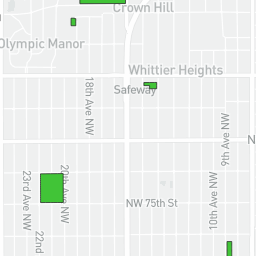 Crown Hill
Olympic Manor
Whittier Heights
Safeway
18th Ave NW
9th Ave NW
N
20th Ave NW
23rd Ave NW
10th Ave NW
NW 75th St
22nd